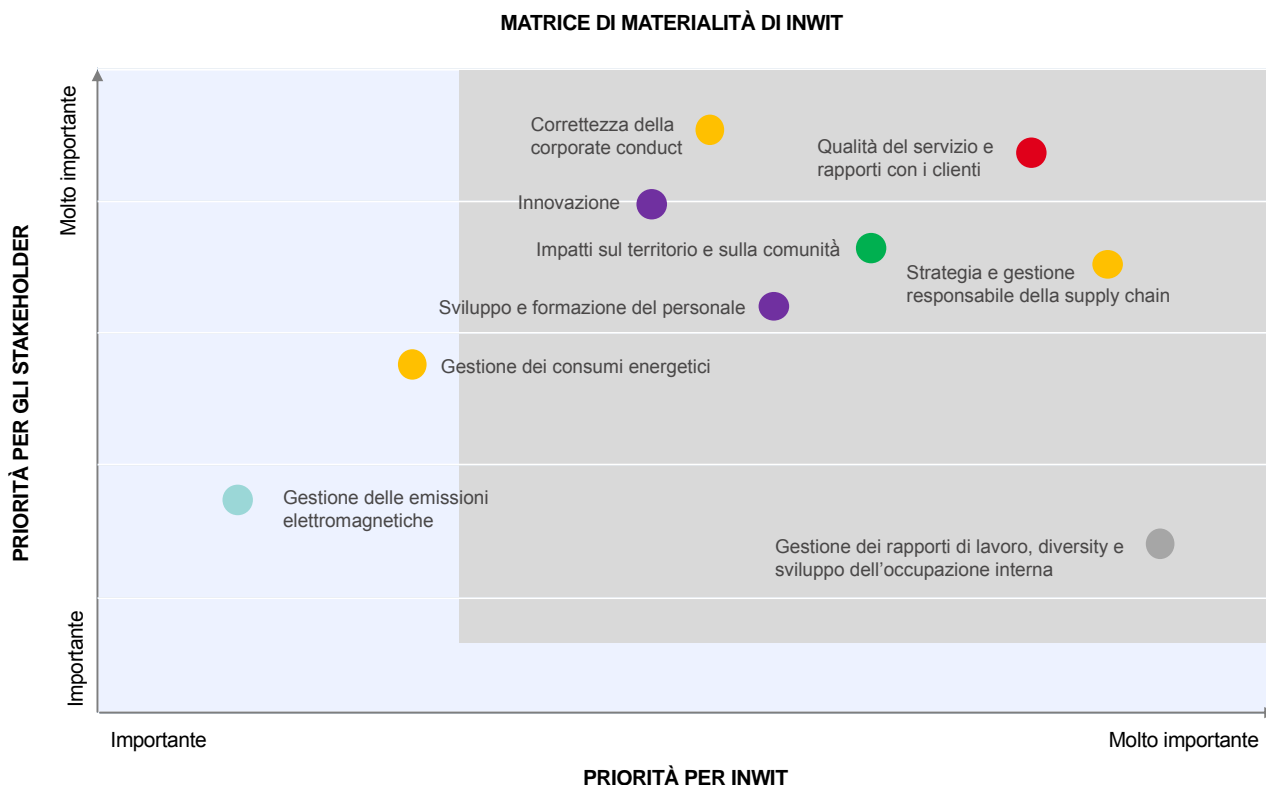 MATRICE DI MATERIALITÀ DI INWIT
Molto importante
Correttezza della
corporate conduct
Qualità del servizio e
rapporti con i clienti
Innovazione
Impatti sul territorio e sulla comunità
Strategia e gestione
responsabile della supply chain
Sviluppo e formazione del personale
Gestione dei consumi energetici
PRIORITÀ PER GLI STAKEHOLDER
Gestione delle emissioni
elettromagnetiche
Gestione dei rapporti di lavoro, diversity e
sviluppo dell’occupazione interna
Importante
Importante
Molto importante
PRIORITÀ PER INWIT